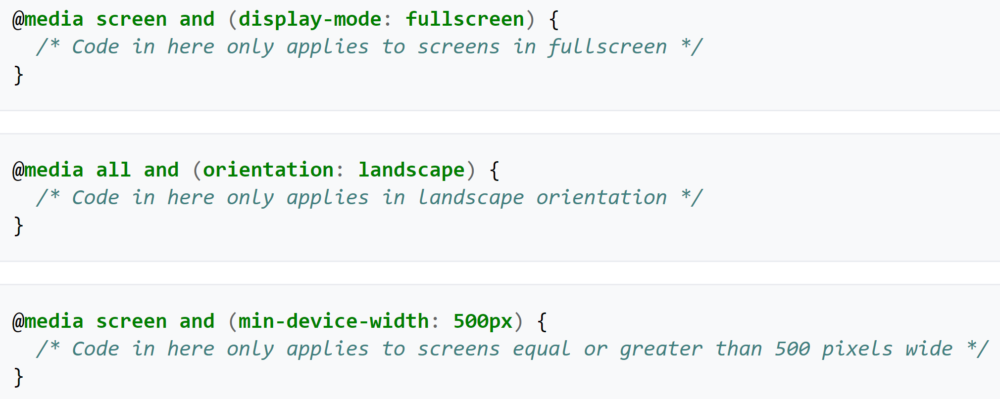 @media screen and (display-mode: fullscreen) {
  /* Code in here only applies to screens in fullscreen */
}
@media all and (orientation: landscape) {
  /* Code in here only applies in landscape orientation */
}
@media screen and (min-device-width: 500px) {
  /* Code in here only applies to screens equal or greater than 500 pixels wide */
}